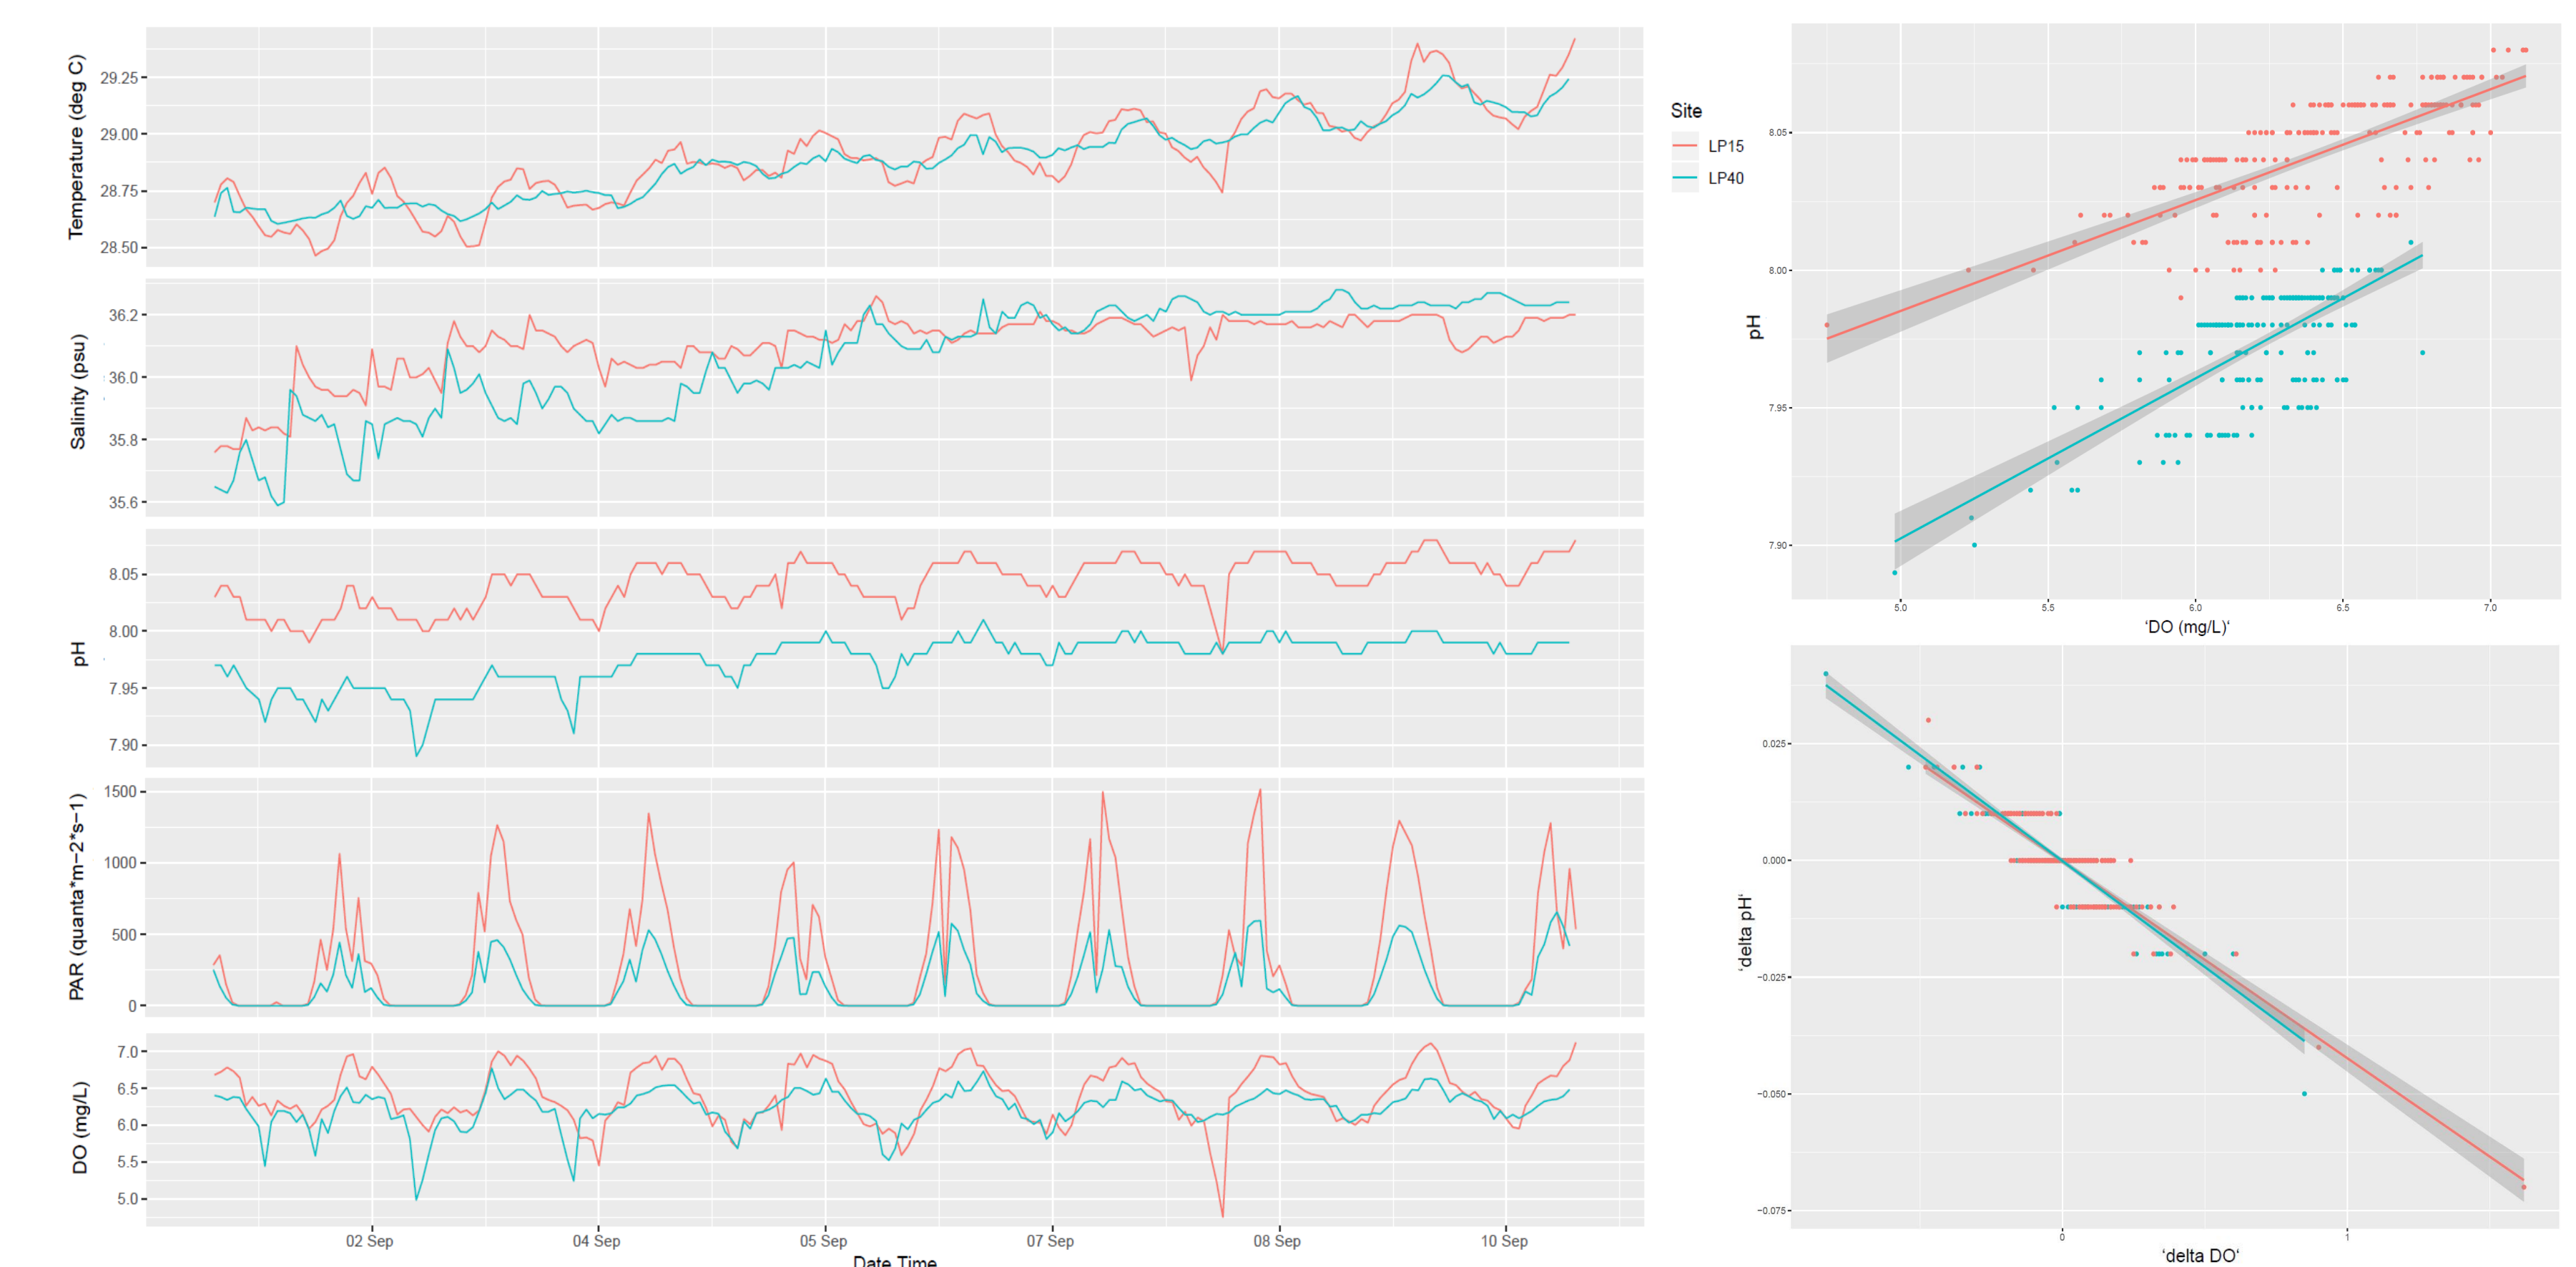 Temperature (deg C)
29.25
29.00
28.75
28.50
Salinity (psu)
36.2
36.0
35.8
35.6
pH
8.05
8.00
7.95
7.90
PAR (quanta*m−2*s−1)
1500
1000
500
0
DO (mg/L)
7.0
6.5
6.0
5.5
5.0
02 Sep
04 Sep
05 Sep
07 Sep
08 Sep
10 Sep
Date Time
Site
LP15
LP40
pH
8.05
8.00
7.95
7.90
5.0
5.5
6.0
6.5
7.0
‘DO (mg/L)‘
‘delta pH‘
0.025
0.000
−0.025
−0.050
−0.075
0
1
‘delta DO‘